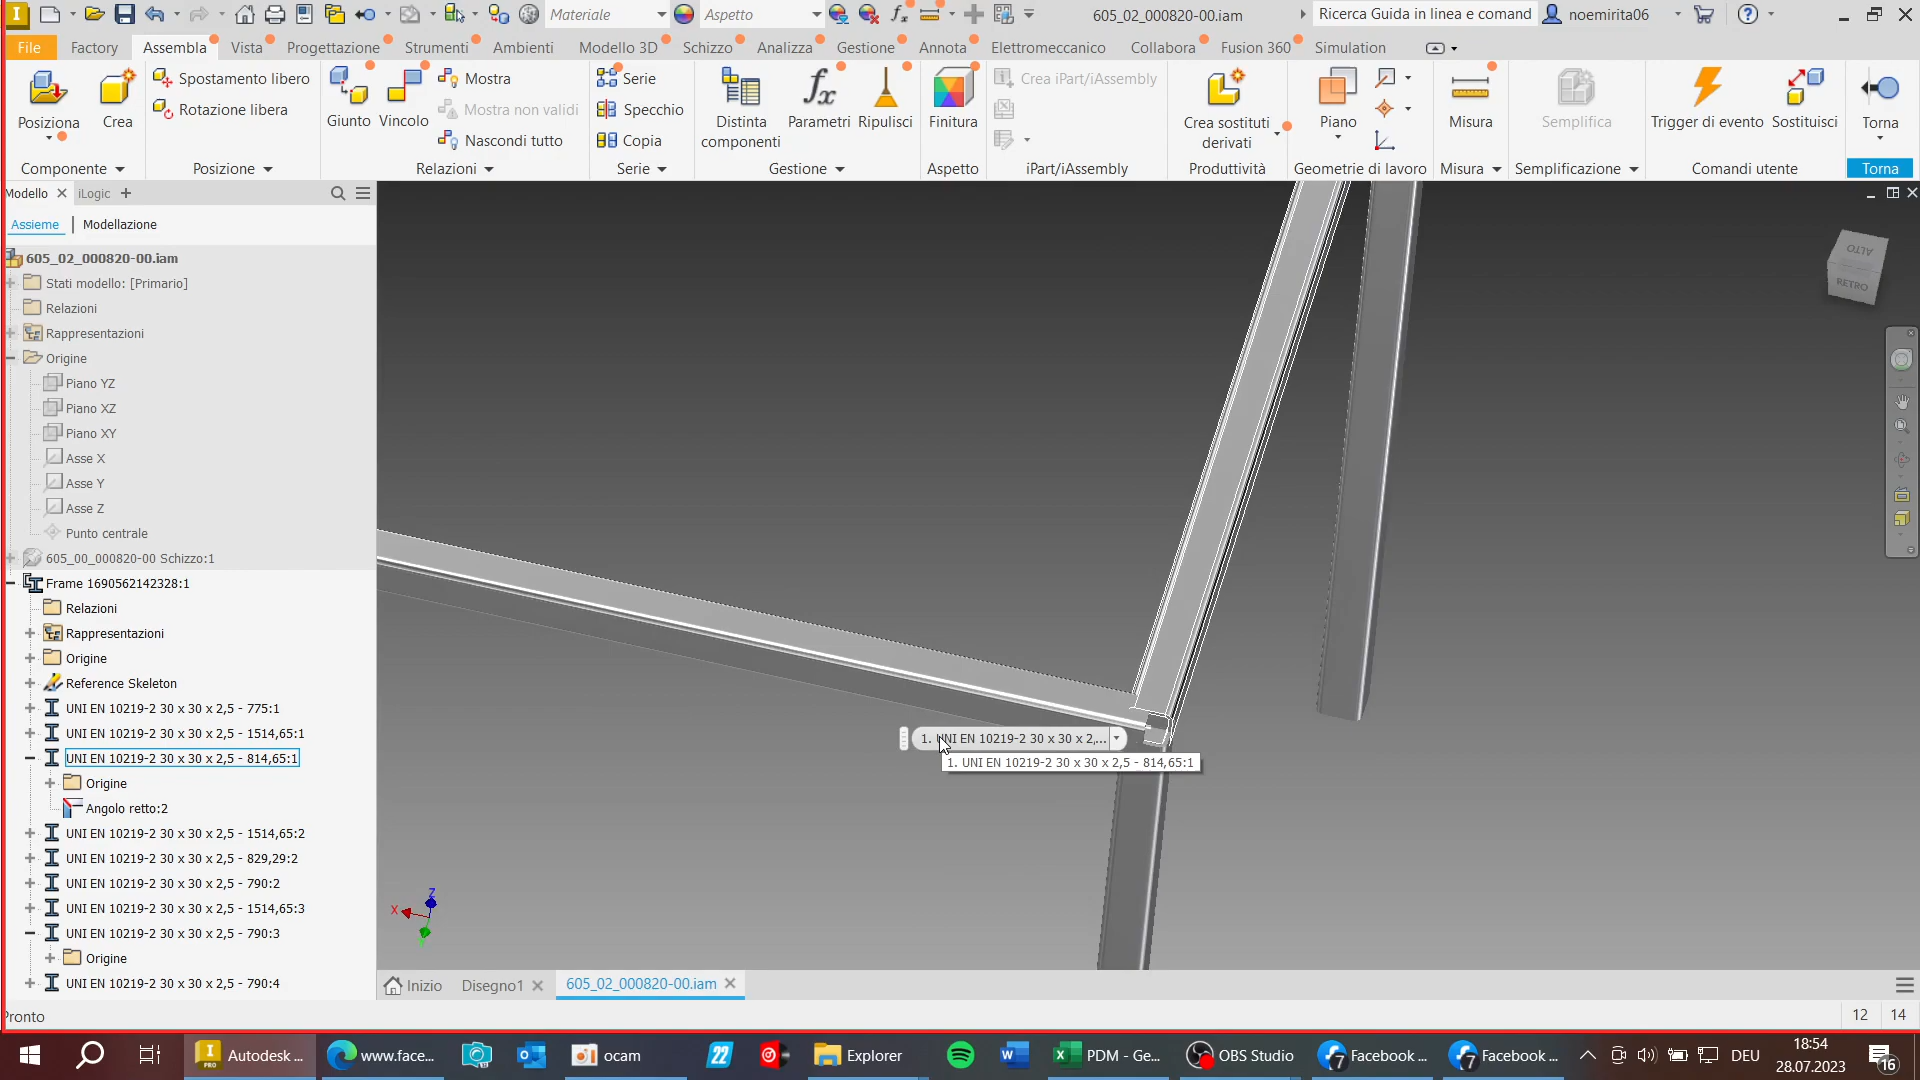 Materiale
Aspetto
605_02_000820-00.iam
Ricerca Guida in linea e comand
noemirita06
File
Factory
Assembla
Vista
Progettazione
Strumenti
Ambienti
Modello 3D
Schizzo
Analizza
Gestione
Annota
Elettromeccanico
Collabora
Fusion 360
Simulation
Posiziona
Crea
Spostamento libero
Rotazione libera
Giunto
Vincolo
Mostra
Mostra non validi
Nascondi tutto
Serie
Specchio
Copia
Distinta
componenti
Parametri
Ripulisci
Finitura
Crea iPart/iAssembly
Crea sostituti
derivati
Piano
Misura
Semplifica
Trigger di evento
Sostituisci
Torna
Componente
Posizione
Relazioni
Serie
Gestione
Aspetto
iPart/iAssembly
Produttività
Geometrie di lavoro
Misura
Semplificazione
Comandi utente
Torna
Modello
iLogic
Assieme
Modellazione
605_02_000820-00.iam
Stati modello: [Primario]
Relazioni
Rappresentazioni
Origine
Piano YZ
Piano XZ
Piano XY
Asse X
Asse Y
Asse Z
Punto centrale
605_00_000820-00 Schizzo:1
Frame 1690562142328:1
Relazioni
Rappresentazioni
Origine
Reference Skeleton
UNI EN 10219-2 30 x 30 x 2,5 - 775:1
UNI EN 10219-2 30 x 30 x 2,5 - 1514,65:1
UNI EN 10219-2 30 x 30 x 2,5 - 814,65:1
Origine
Angolo retto:2
UNI EN 10219-2 30 x 30 x 2,5 - 1514,65:2
UNI EN 10219-2 30 x 30 x 2,5 - 829,29:2
UNI EN 10219-2 30 x 30 x 2,5 - 790:2
UNI EN 10219-2 30 x 30 x 2,5 - 1514,65:3
UNI EN 10219-2 30 x 30 x 2,5 - 790:3
Origine
UNI EN 10219-2 30 x 30 x 2,5 - 790:4
ALTO
RETRO
1. UNI EN 10219-2 30 x 30 x 2,...
1. UNI EN 10219-2 30 x 30 x 2,5 - 814,65:1
Z
X
Inizio
Disegno1
605_02_000820-00.iam
Pronto
12
14
Autodesk ...
www.face...
ocam
22
Explorer
PDM - Ge...
OBS Studio
Facebook ...
Facebook ...
DEU
18:54
28.07.2023
16